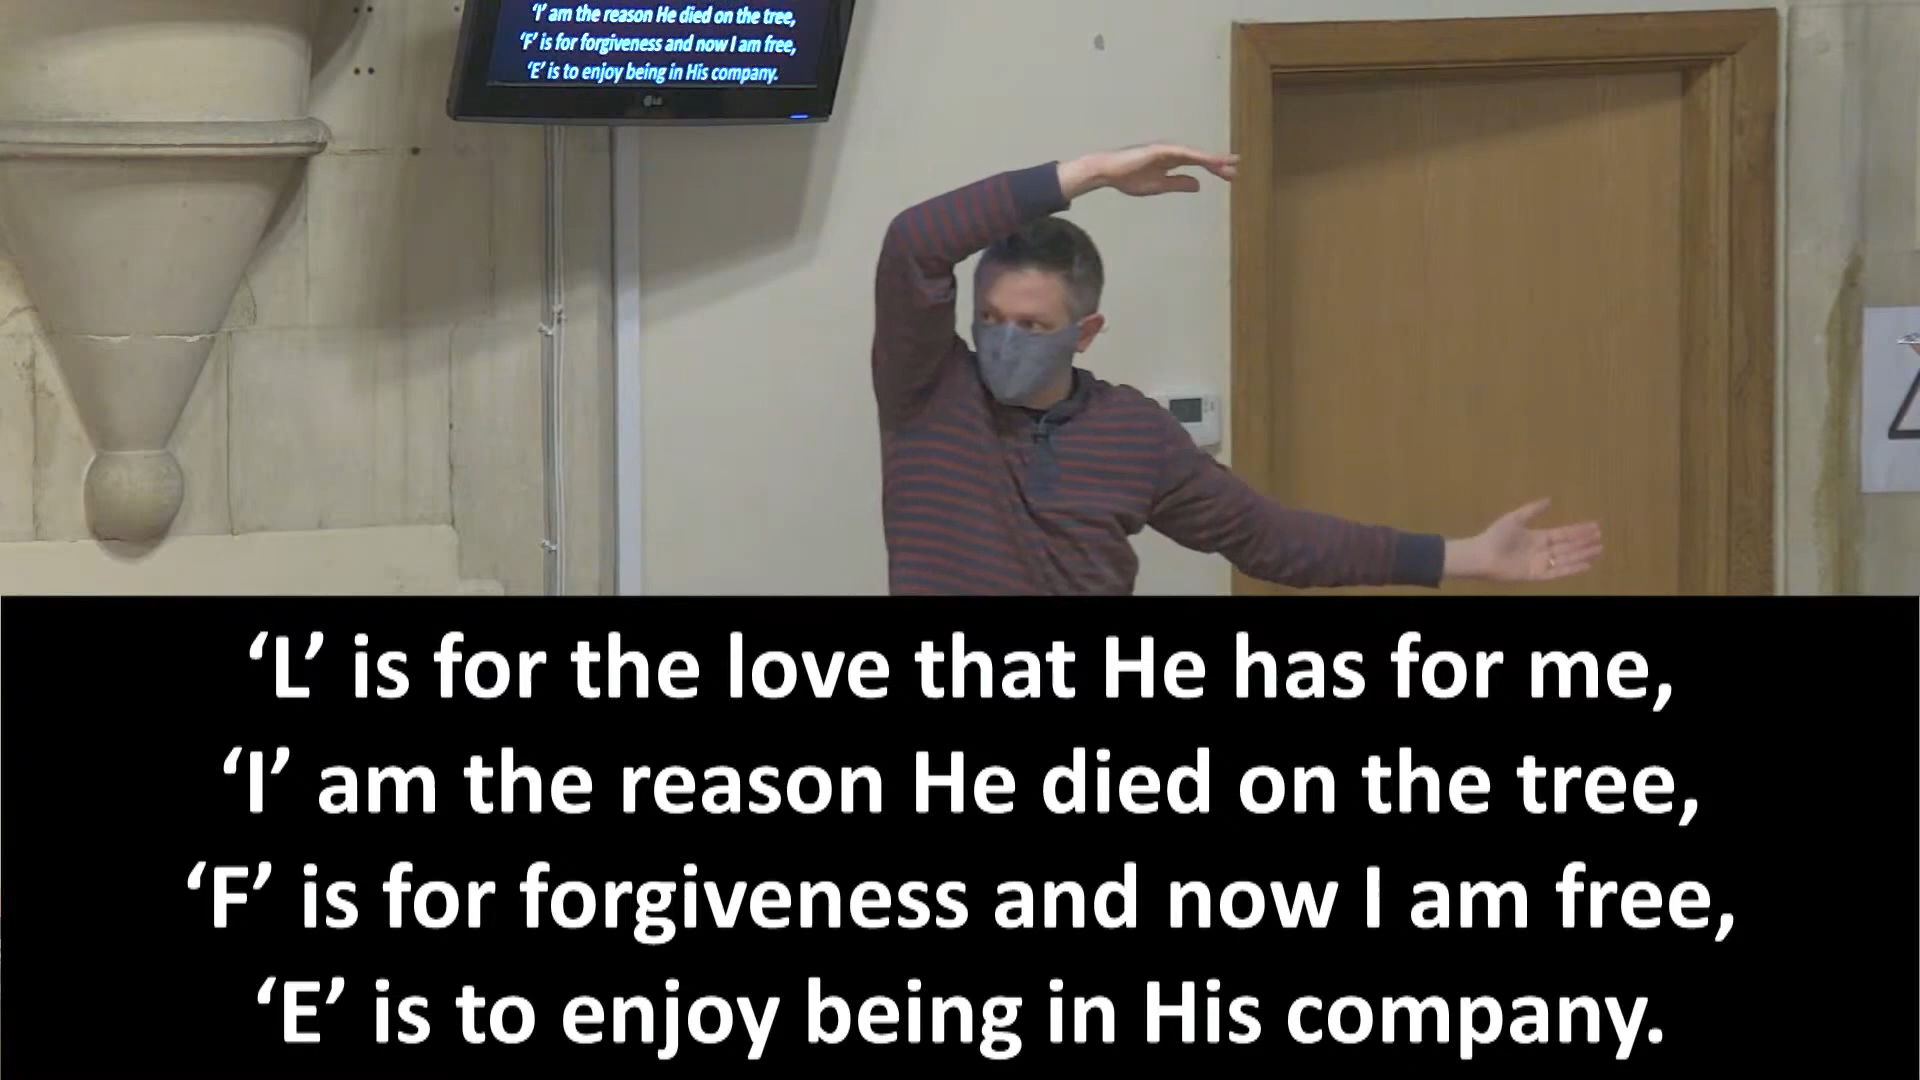 ‘I’ am the reason He died on the tree,
‘F’ is for forgiveness and now I am free,
‘E’ is to enjoy being in His company.
LG
‘L’ is for the love that He has for me,
‘I’ am the reason He died on the tree,
‘F’ is for forgiveness and now I am free,
‘E’ is to enjoy being in His company.